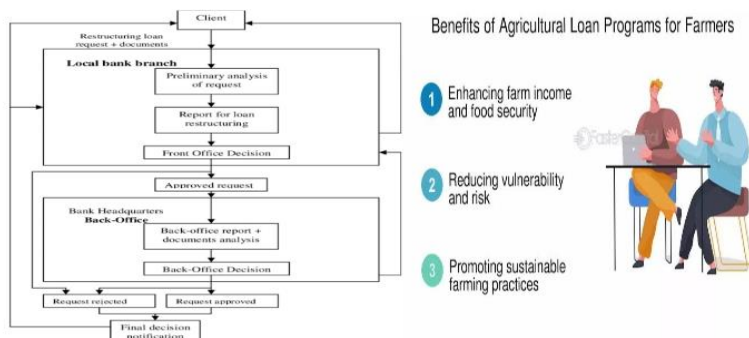 Client
Restructuring loan
request + documents
Local bank branch
Preliminary analysis
of request
Report for loan
restructuring
Front Office Decision
Approved request
Bank Headquarters
Back-Office
Back-office report +
documents analysis
Back-Office Decision
Request rejected
Request approved
Final decision
notification
Benefits of Agricultural Loan Programs for Farmers
1
Enhancing farm income
and food security
2
Reducing vulnerability
and risk
3
Promoting sustainable
farming practices